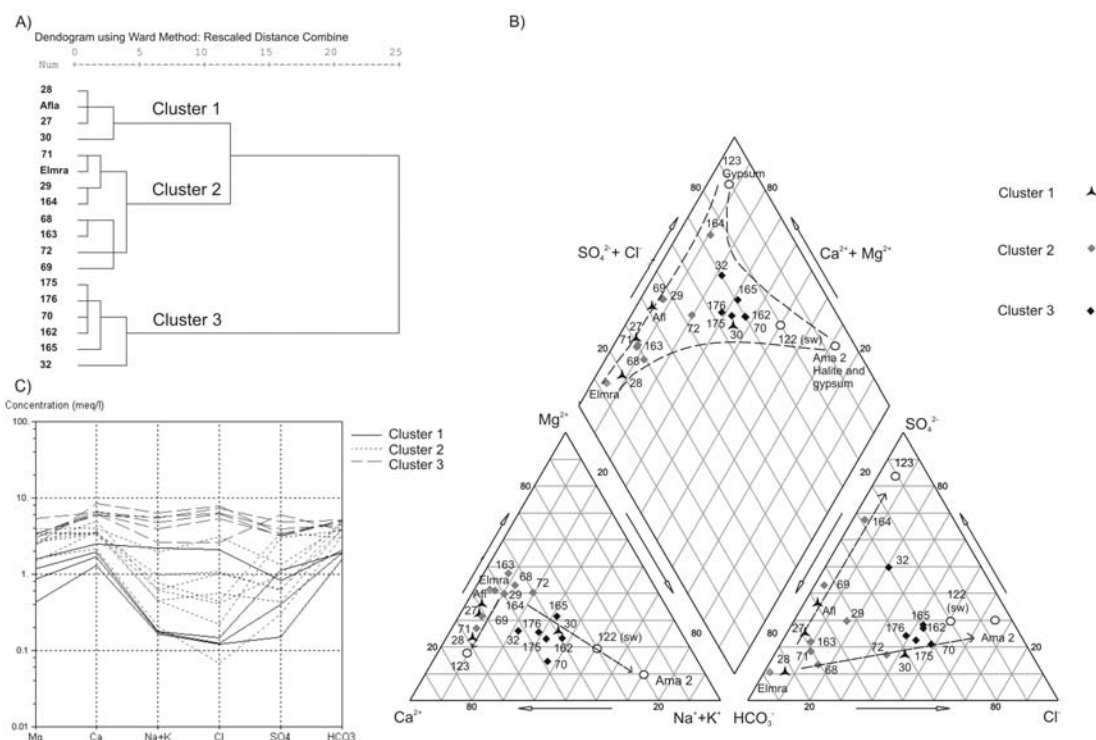 A)
Dendogram using Ward Method: Rescaled Distance Combine
0 5 10 15 20 25
Num
28
Afla
27
30
71
Elmra
29
164
68
163
72
69
175
176
70
162
165
32
Cluster 1
Cluster 2
Cluster 3
B)
123
Gypsum
80
80
164
SO₄²⁻+ Cl⁻
Ca²⁺ + Mg²⁺
32
69
29
165
Afl
176
162
27
72
175
70
71
163
30
122 (sw)
20
68
20
Ama 2
Halite and
gypsum
Elmra
28
Cluster 1
Cluster 2
Cluster 3
Mg²⁺
20
80
163
Elmra
68
72
Afl
29
165
27
164
30
176
71
69
32
122 (sw)
175
162
28
70
123
Ama 2
80
20
Ca²⁺
Na⁺+K⁺
SO₄²⁻
123
80
20
164
32
69
Afl
122
(sw)
29
165
27
176
162
163
Ama 2
71
72
175
70
28
30
68
Elmra
20
80
HCO₃⁻
Cl⁻
C)
Concentration (meq/l)
100.
10.
1.
0.1
0.01
Mg Ca Na+K Cl SO4 HCO3
Cluster 1
Cluster 2
Cluster 3